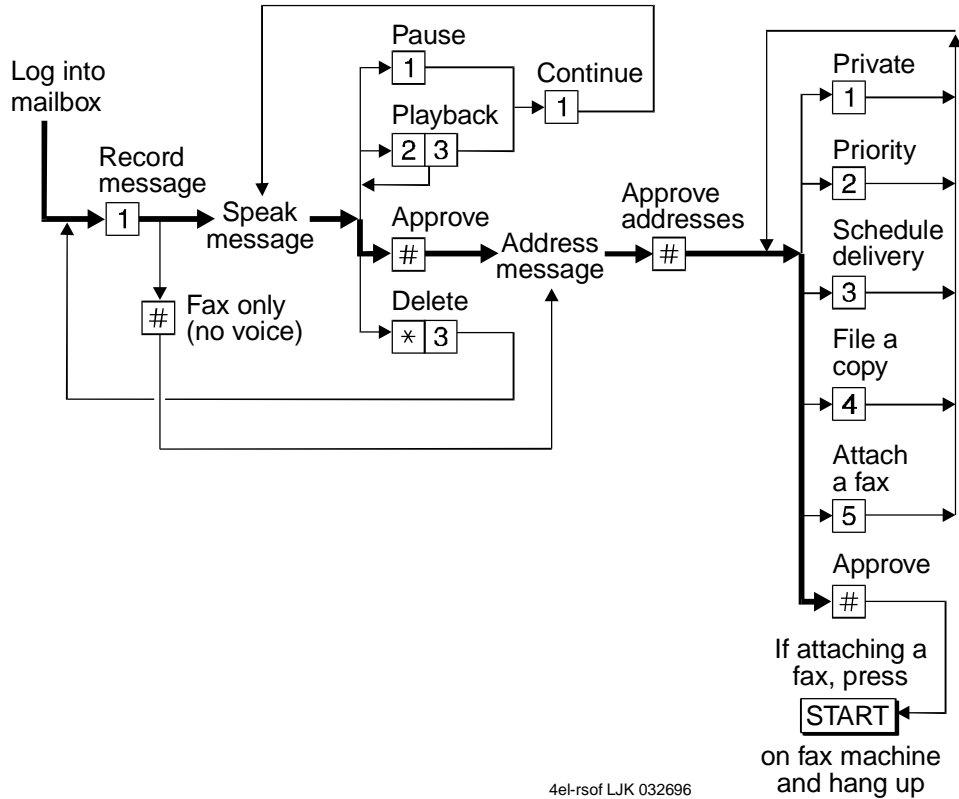 Log into
mailbox
Record
message
1
#
Fax only
(no voice)
Speak
message
Pause
1
Playback
2 3
Continue
1
Approve
#
Delete
* 3
Address
message
Approve
addresses
#
Private
1
Priority
2
Schedule
delivery
3
File a
copy
4
Attach
a fax
5
Approve
#
If attaching a
fax, press
START
on fax machine
and hang up
4el-rsof LJK 032696